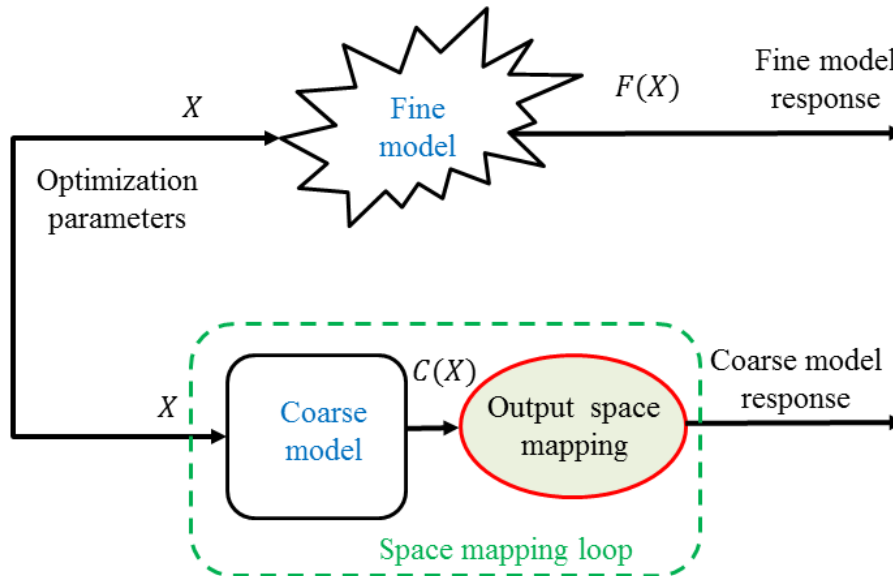 X
Fine
model
F(X)
Fine model
response
Optimization
parameters
X
Coarse
model
C(X)
Output space
mapping
Coarse model
response
Space mapping loop